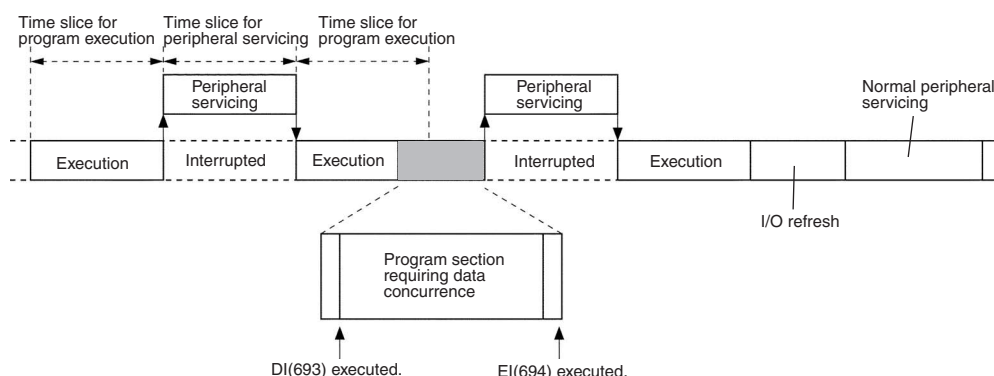 Time slice for
program execution
Time slice for
peripheral servicing
Time slice for
program execution
Peripheral
servicing
Peripheral
servicing
Normal peripheral
servicing
Execution
Interrupted
Execution
Interrupted
Execution
I/O refresh
Program section
requiring data
concurrence
DI(693) executed.
EI(694) executed.